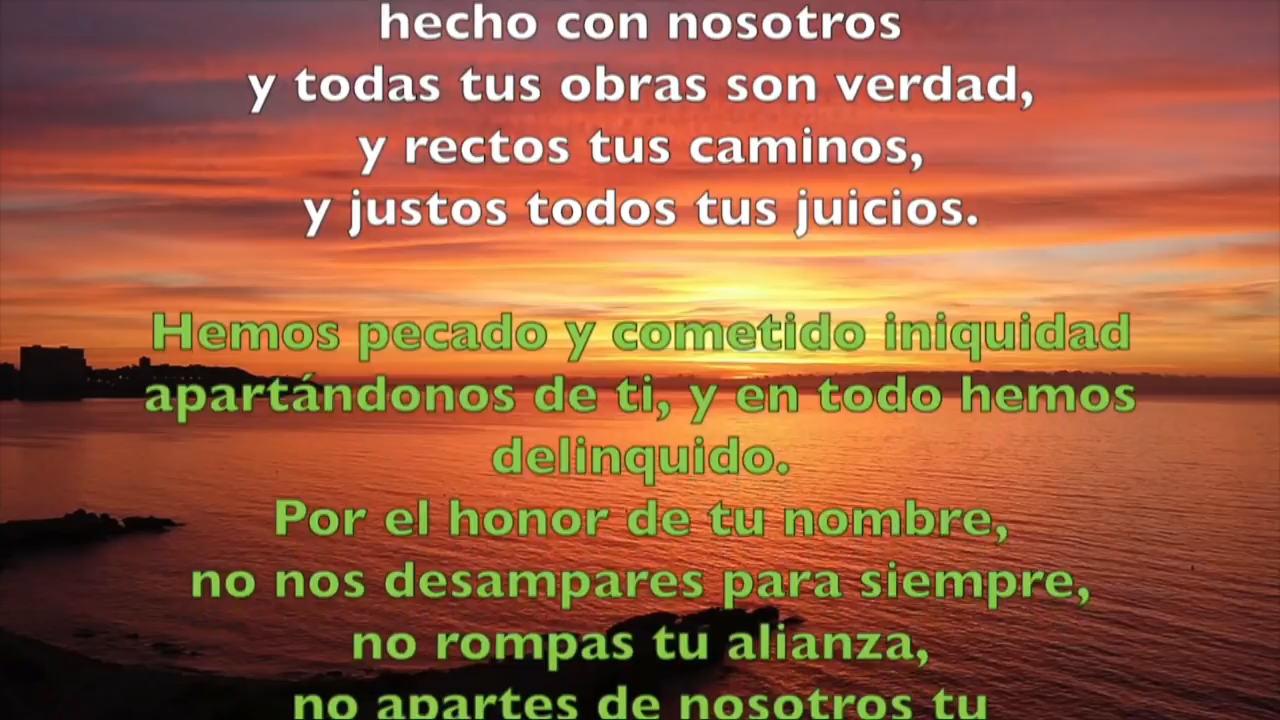 hecho con nosotros
y todas tus obras son verdad,
y rectos tus caminos,
y justos todos tus juicios.
Hemos pecado y cometido iniquidad
apartándonos de ti, y en todo hemos
delinquido.
Por el honor de tu nombre,
no nos desampares para siempre,
no rompas tu alianza,
no apartes de nosotros tu